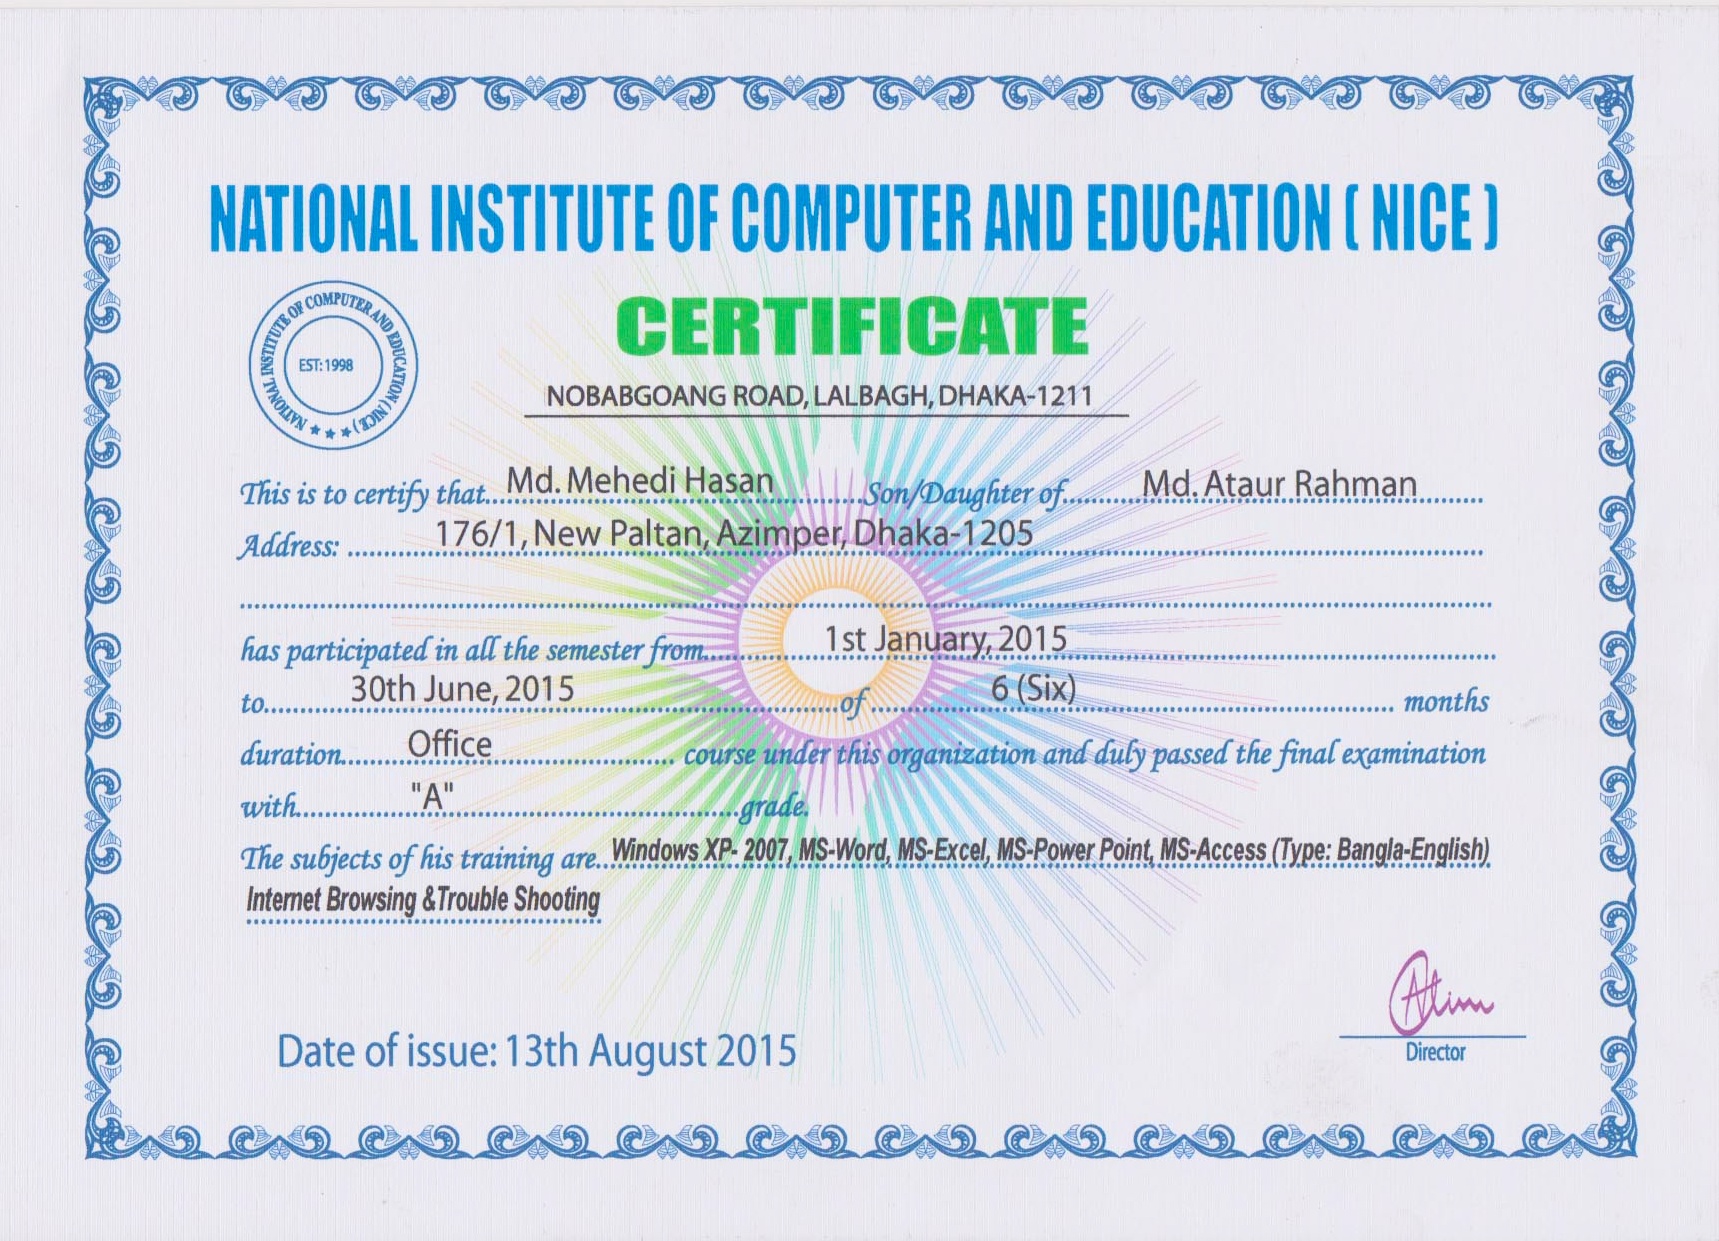 NATIONAL INSTITUTE OF COMPUTER AND EDUCATION ( NICE )
CERTIFICATE
NATIONAL INSTITUTE OF COMPUTER AND EDUCATION ( NICE )
EST: 1998
NOBABGOANG ROAD, LALBAGH, DHAKA-1211
This is to certify that Md. Mehedi Hasan Son/Daughter of Md. Ataur Rahman
Address: 176/1, New Paltan, Azimper, Dhaka-1205
has participated in all the semester from 1st January, 2015
to 30th June, 2015 of 6 (Six) months
duration Office course under this organization and duly passed the final examination
with "A" grade.
The subjects of his training are Windows XP- 2007, MS-Word, MS-Excel, MS-Power Point, MS-Access (Type: Bangla-English)
Internet Browsing &Trouble Shooting
Date of issue: 13th August 2015
Director